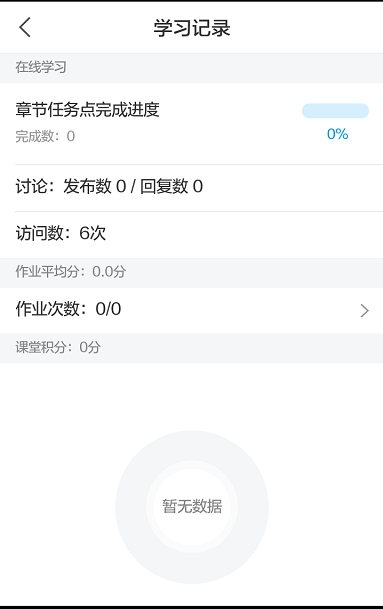 学习记录
在线学习
章节任务点完成进度
完成数：0
0%
讨论：发布数 0 / 回复数 0
访问数：6次
作业平均分：0.0分
作业次数：0/0
课堂积分：0分
暂无数据